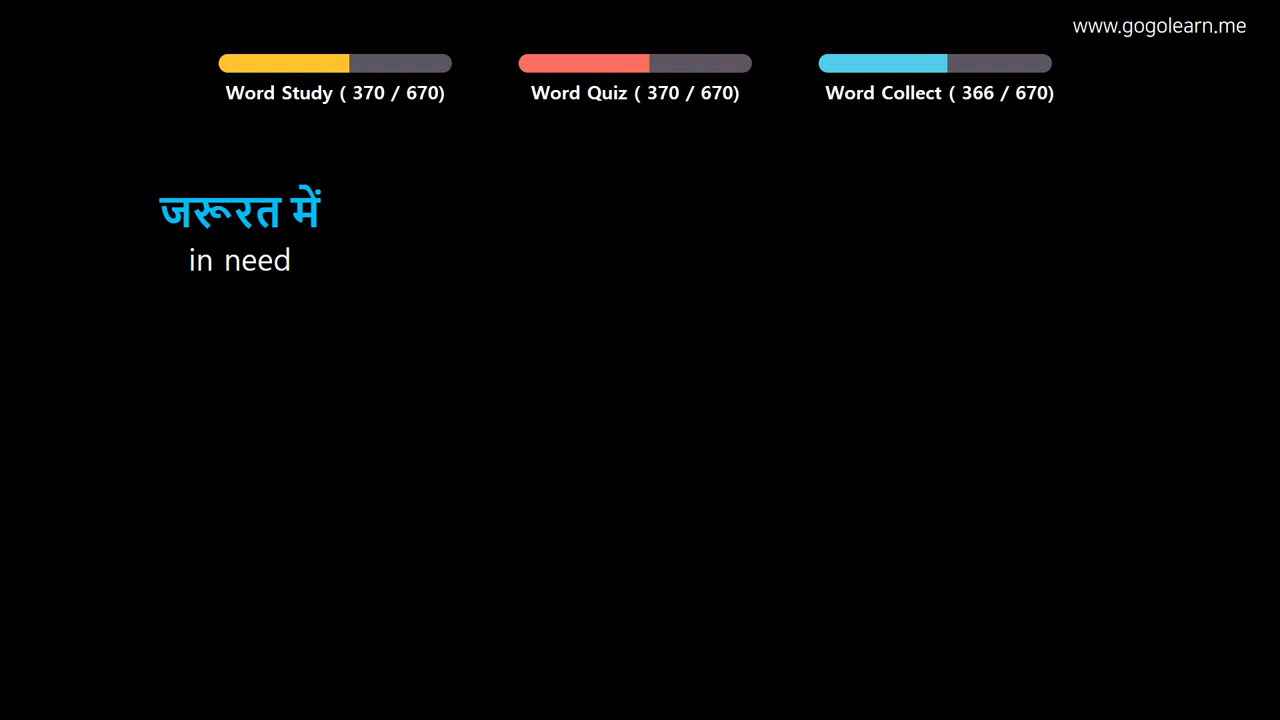 www.gogolearn.me
Word Study ( 370 / 670)
Word Quiz ( 370 / 670)
Word Collect ( 366 / 670)
जरूरत में
in need